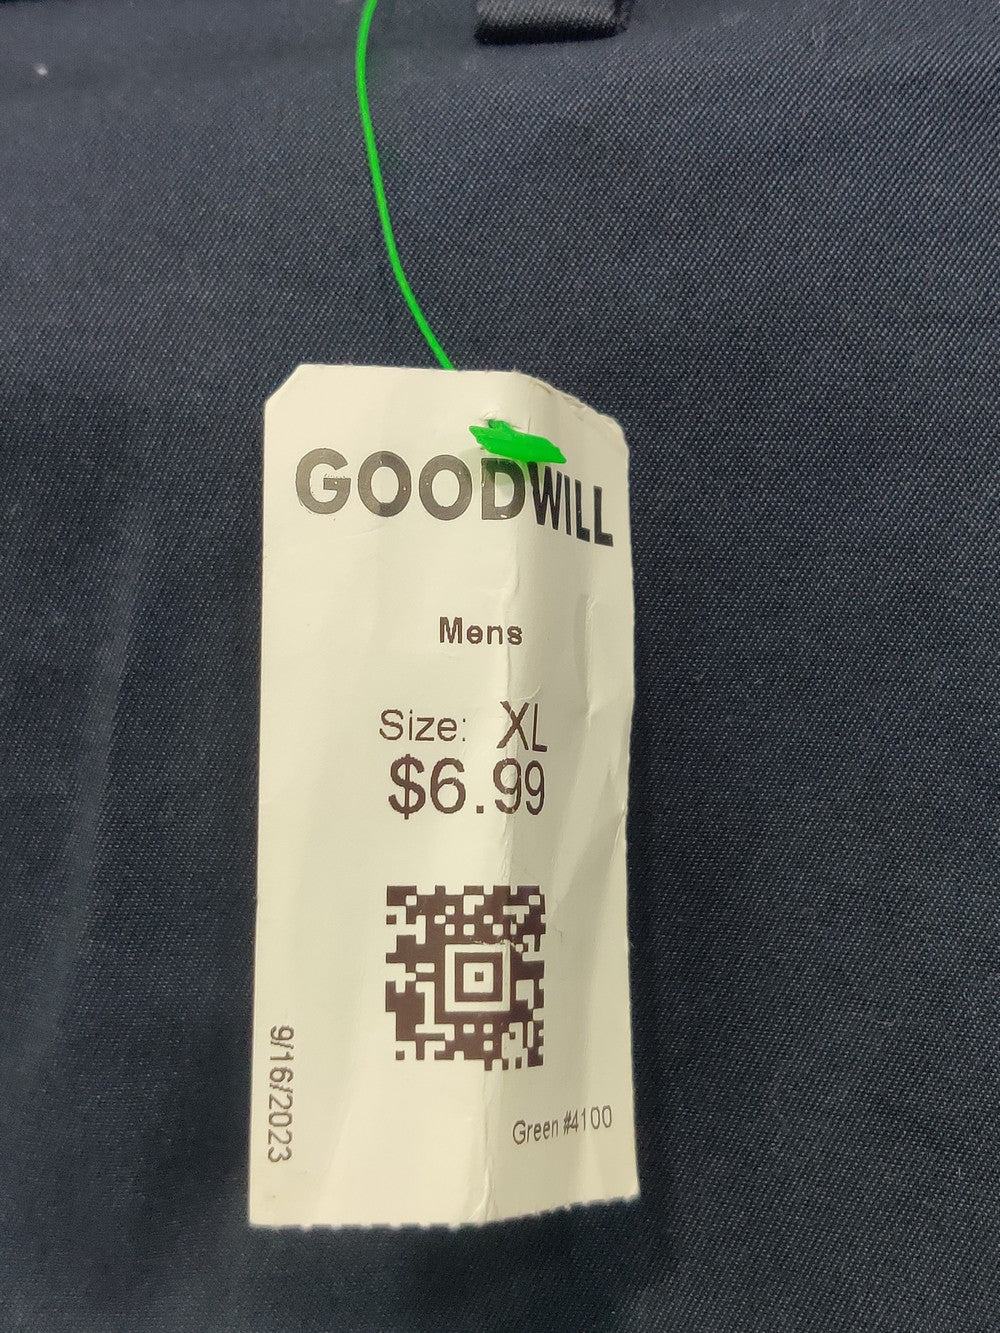 GOODWILL
Mens
Size: XL
$6.99
9/16/2023
Green #4100